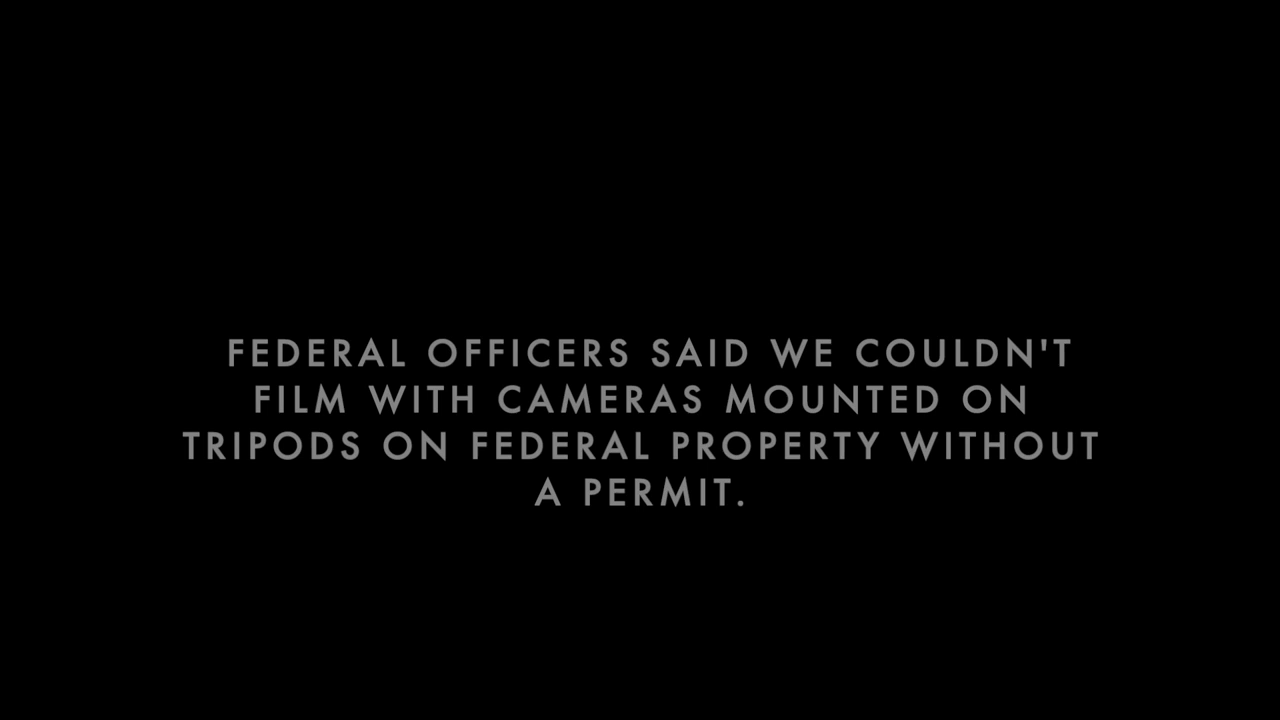 FEDERAL OFFICERS SAID WE COULDN'T
FILM WITH CAMERAS MOUNTED ON
TRIPODS ON FEDERAL PROPERTY WITHOUT
A PERMIT.